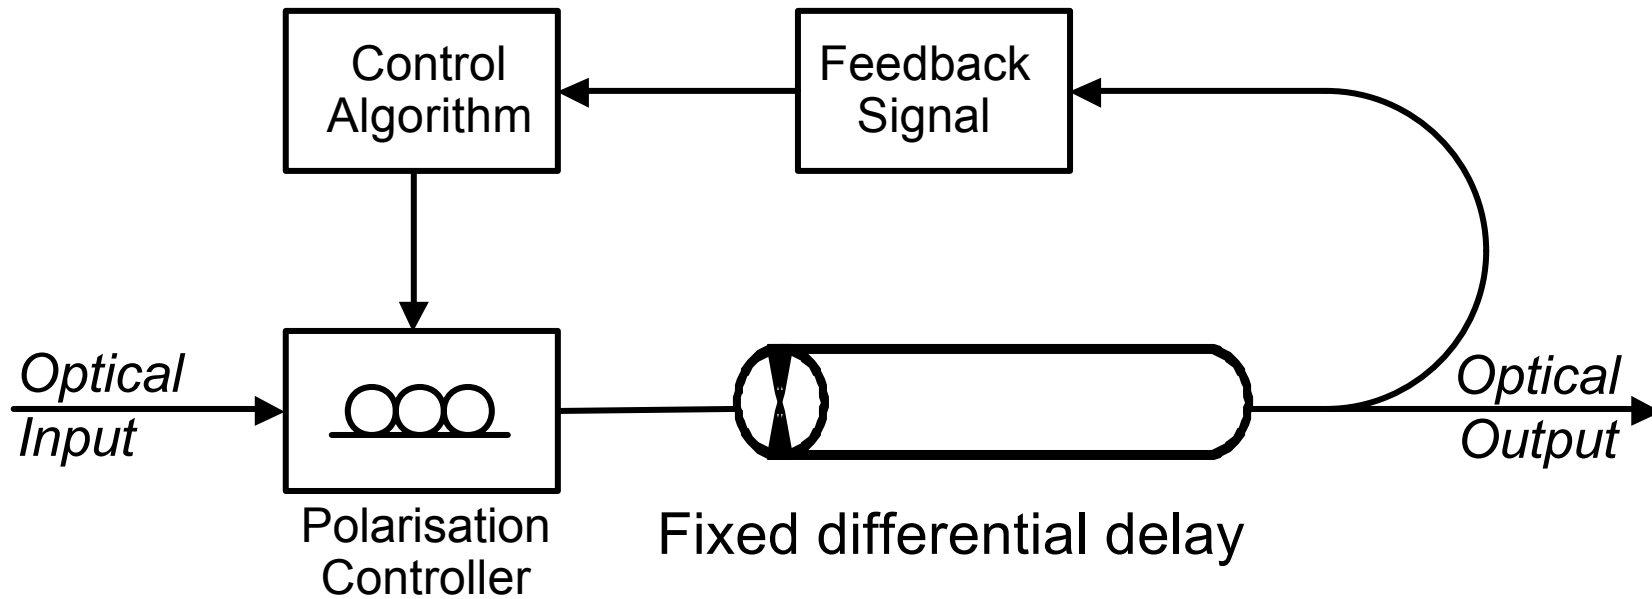 Control
Algorithm
Feedback
Signal
Optical
Input
Polarisation
Controller
Fixed differential delay
Optical
Output